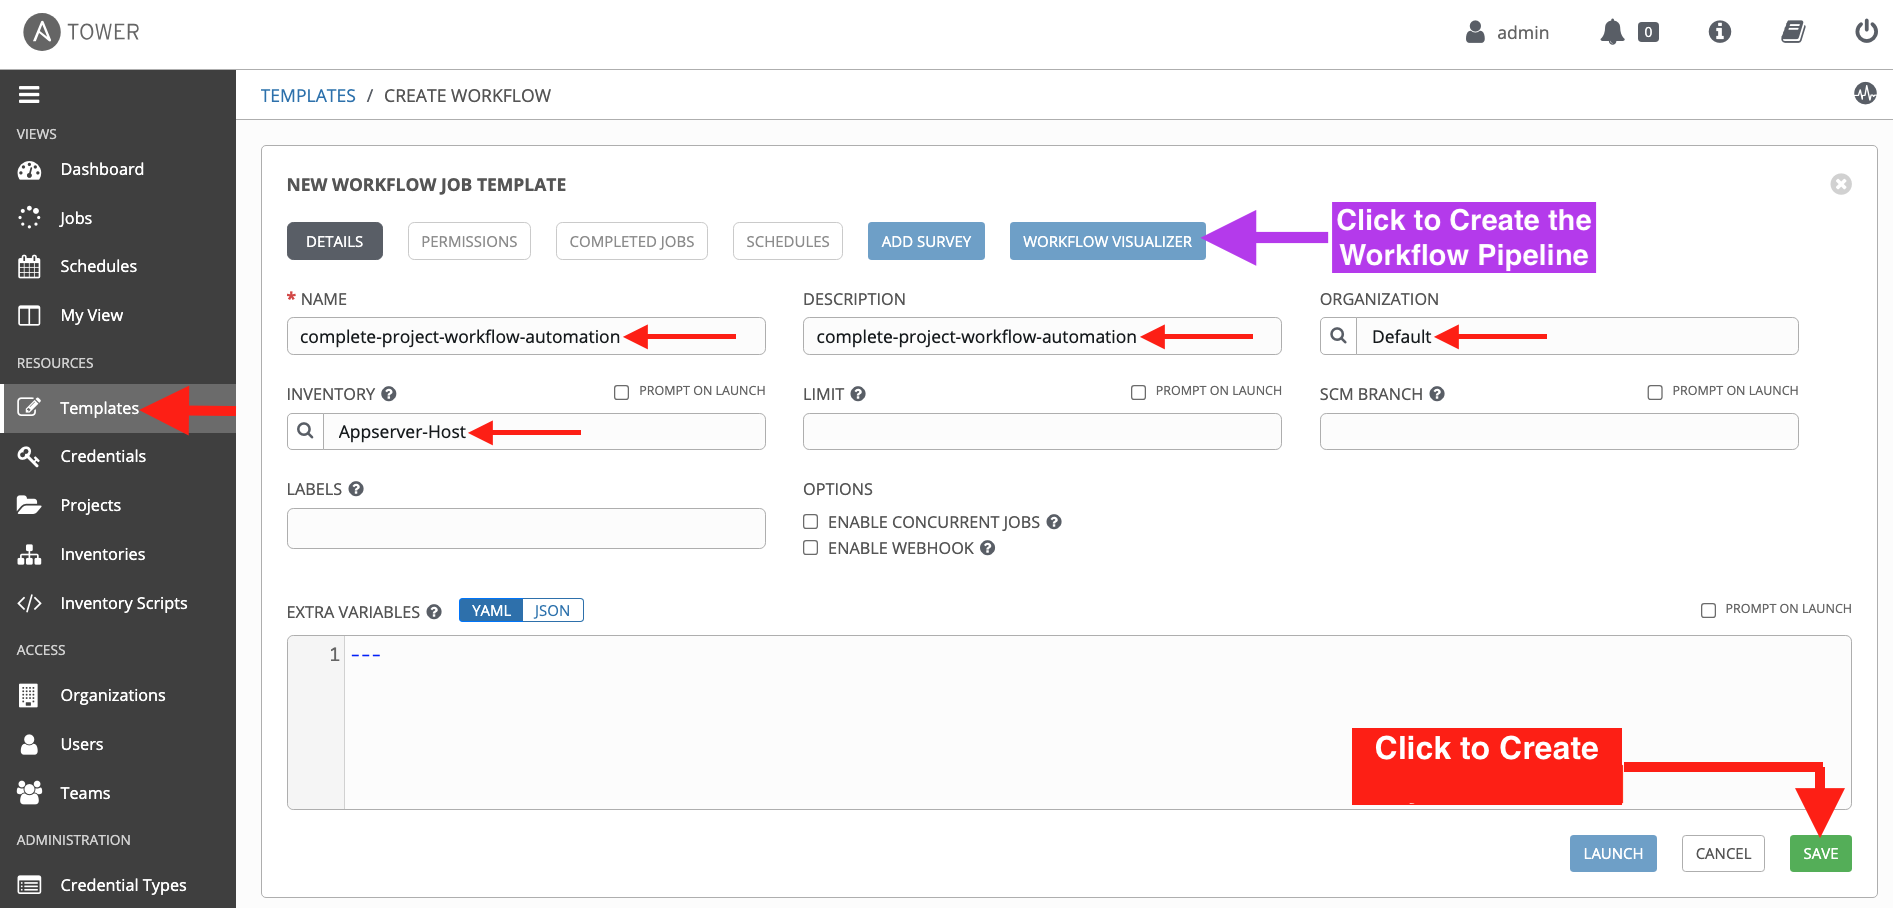 TOWER
admin
0
VIEWS
Dashboard
Jobs
Schedules
My View
RESOURCES
Templates
Credentials
Projects
Inventories
Inventory Scripts
ACCESS
Organizations
Users
Teams
ADMINISTRATION
Credential Types
TEMPLATES / CREATE WORKFLOW
NEW WORKFLOW JOB TEMPLATE
DETAILS PERMISSIONS COMPLETED JOBS SCHEDULES ADD SURVEY WORKFLOW VISUALIZER
Click to Create the
Workflow Pipeline
* NAME
complete-project-workflow-automation
DESCRIPTION
complete-project-workflow-automation
ORGANIZATION
Default
INVENTORY ? PROMPT ON LAUNCH
Appserver-Host
LIMIT ? PROMPT ON LAUNCH
SCM BRANCH ? PROMPT ON LAUNCH
LABELS ?
OPTIONS
ENABLE CONCURRENT JOBS ?
ENABLE WEBHOOK ?
EXTRA VARIABLES ? YAML JSON PROMPT ON LAUNCH
1 ---
Click to Create
LAUNCH CANCEL SAVE